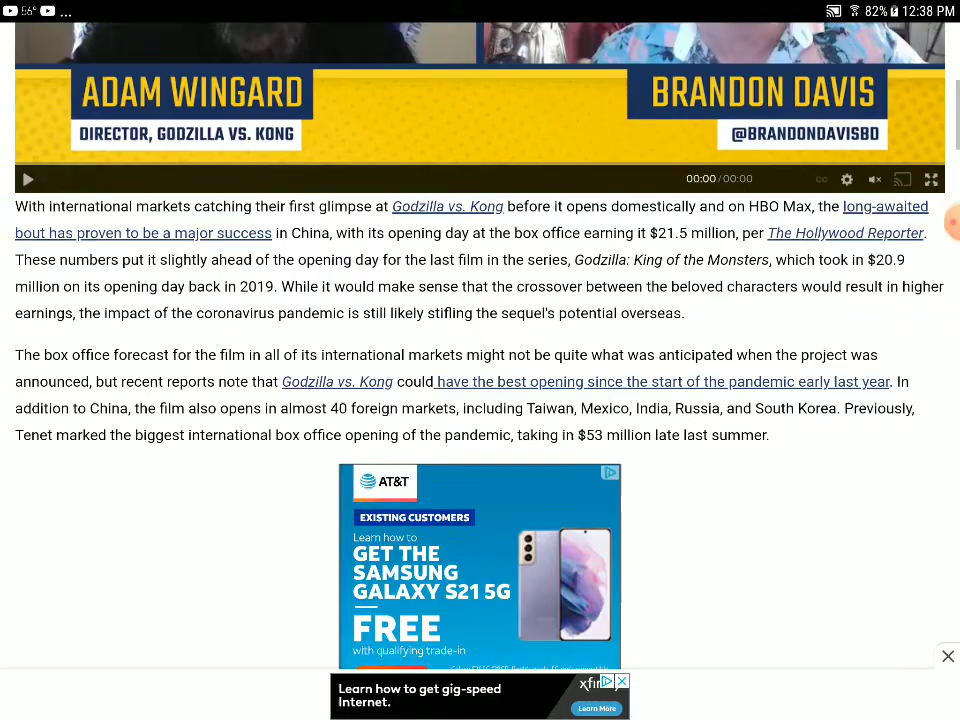 56°
...
82% 12:38 PM
ADAM WINGARD
DIRECTOR, GODZILLA VS. KONG
BRANDON DAVIS
@BRANDONDAVISBD
00:00 / 00:00
CC
With international markets catching their first glimpse at Godzilla vs. Kong before it opens domestically and on HBO Max, the long-awaited
bout has proven to be a major success in China, with its opening day at the box office earning it $21.5 million, per The Hollywood Reporter.
These numbers put it slightly ahead of the opening day for the last film in the series, Godzilla: King of the Monsters, which took in $20.9
million on its opening day back in 2019. While it would make sense that the crossover between the beloved characters would result in higher
earnings, the impact of the coronavirus pandemic is still likely stifling the sequel's potential overseas.
The box office forecast for the film in all of its international markets might not be quite what was anticipated when the project was
announced, but recent reports note that Godzilla vs. Kong could have the best opening since the start of the pandemic early last year. In
addition to China, the film also opens in almost 40 foreign markets, including Taiwan, Mexico, India, Russia, and South Korea. Previously,
Tenet marked the biggest international box office opening of the pandemic, taking in $53 million late last summer.
AT&T
EXISTING CUSTOMERS
Learn how to
GET THE
SAMSUNG
GALAXY S21 5G
FREE
with qualifying trade-in
Learn how to get gig-speed
Internet.
Learn More